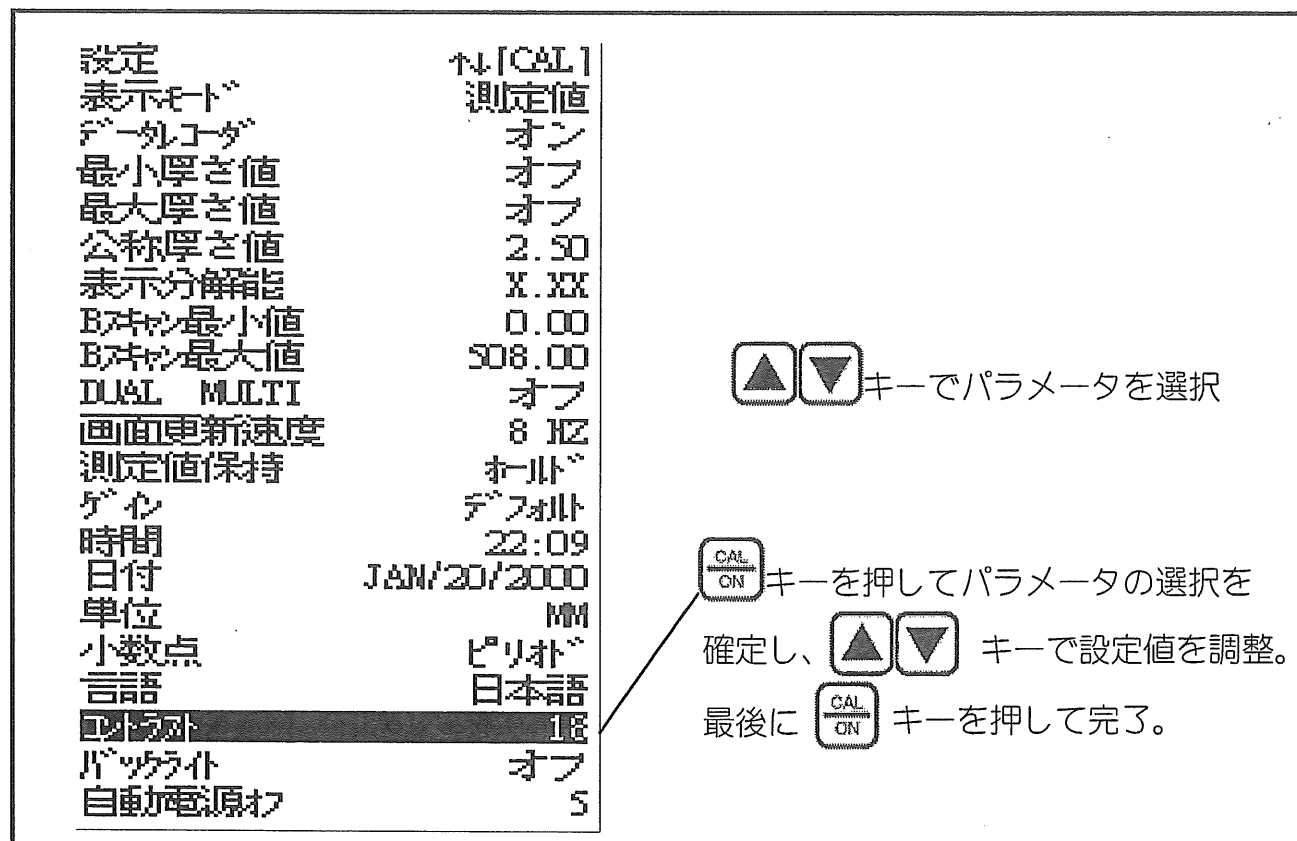 設定 ↑↓[CAL]
表示ﾓｰﾄﾞ 測定値
ﾃﾞｰﾀﾚｺｰﾀﾞ オン
最小厚さ値 オフ
最大厚さ値 オフ
公称厚さ値 2.50
表示分解能 X.XX
Bｽｷｬﾝ最小値 0.00
Bｽｷｬﾝ最大値 508.00
DUAL MULTI オフ
画面更新速度 8 HZ
測定値保持 ﾎｰﾙﾄﾞ
ｹﾞｲﾝ ﾃﾞﾌｫﾙﾄ
時間 22:09
日付 JAN/20/2000
単位 MM
小数点 ﾋﾟﾘｵﾄﾞ
言語 日本語
ｺﾝﾄﾗｽﾄ 18
ﾊﾞｯｸﾗｲﾄ オフ
自動電源ｵﾌ 5
▲▼キーでパラメータを選択
CAL/ONキーを押してパラメータの選択を
確定し、▲▼ キーで設定値を調整。
最後に CAL/ON キーを押して完了。